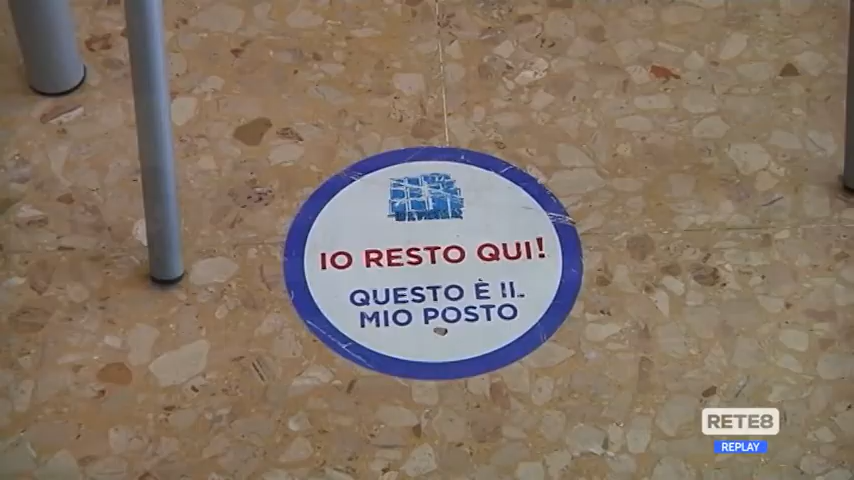 IO RESTO QUI!
QUESTO È IL
MIO POSTO
RETE8
REPLAY